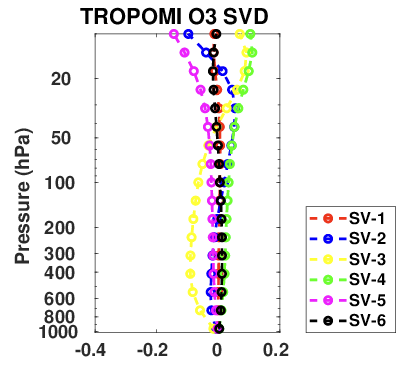 TROPOMI O3 SVD
Pressure (hPa)
20
50
100
200
300
400
600
800
1000
-0.4
-0.2
0
0.2
SV-1
SV-2
SV-3
SV-4
SV-5
SV-6